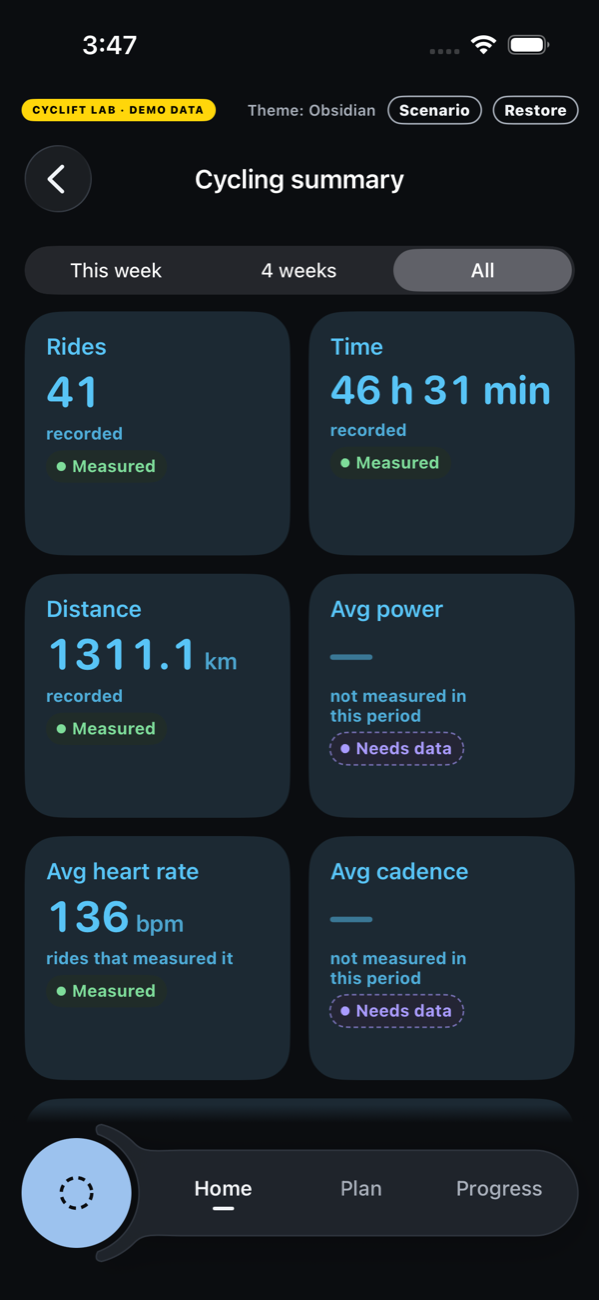 3:47
CYCLIFT LAB · DEMO DATA
Theme: Obsidian
Scenario
Restore
Cycling summary
This week
4 weeks
All
Rides
41
recorded
Measured
Time
46 h 31 min
recorded
Measured
Distance
1311.1 km
recorded
Measured
Avg power
—
not measured in
this period
Needs data
Avg heart rate
136 bpm
rides that measured it
Measured
Avg cadence
—
not measured in
this period
Needs data
Home
Plan
Progress